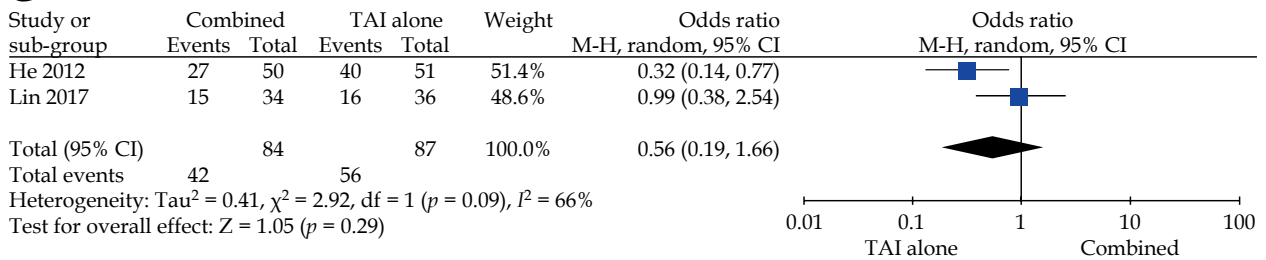 Study or Combined TAI alone Weight Odds ratio Odds ratio
sub-group Events Total Events Total M-H, random, 95% CI M-H, random, 95% CI
He 2012 27 50 40 51 51.4% 0.32 (0.14, 0.77)
Lin 2017 15 34 16 36 48.6% 0.99 (0.38, 2.54)
Total (95% CI) 84 87 100.0% 0.56 (0.19, 1.66)
Total events 42 56
Heterogeneity: Tau² = 0.41, χ² = 2.92, df = 1 (p = 0.09), I² = 66%
Test for overall effect: Z = 1.05 (p = 0.29)
0.01 0.1 1 10 100
TAI alone Combined